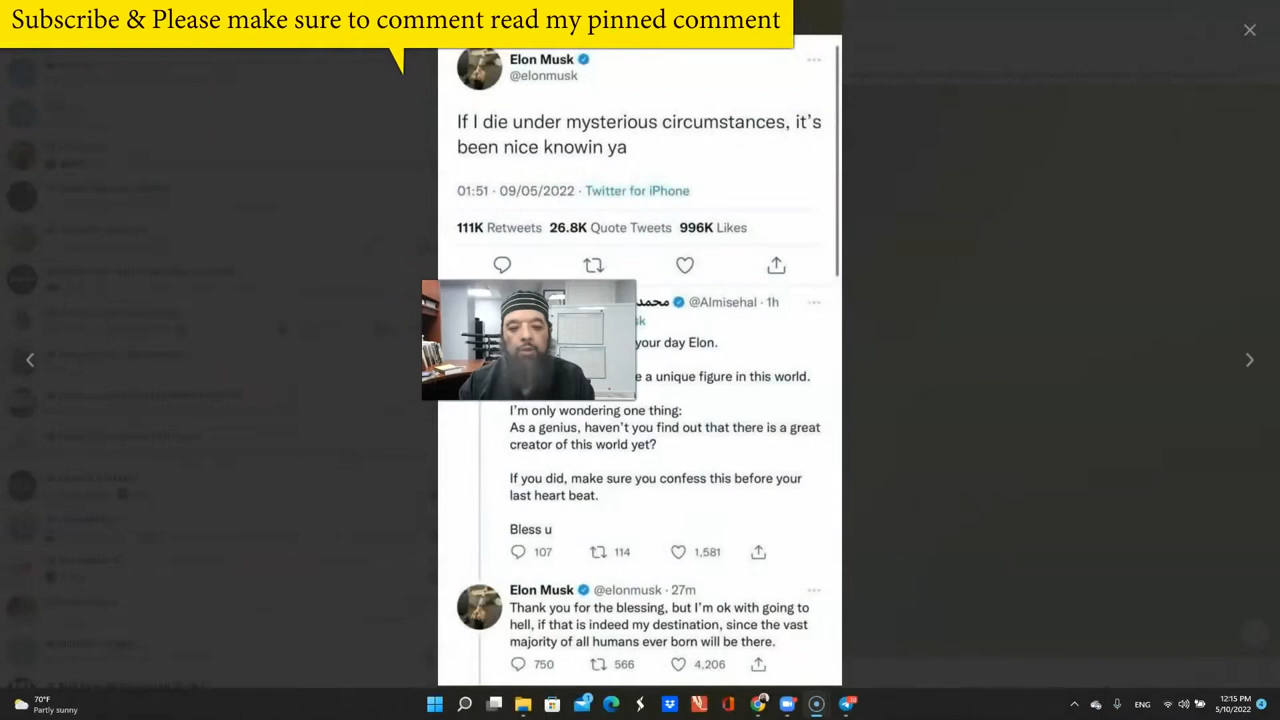 Subscribe & Please make sure to comment read my pinned comment
Elon Musk
@elonmusk
If I die under mysterious circumstances, it's
been nice knowin ya
01:51 · 09/05/2022 · Twitter for iPhone
111K Retweets 26.8K Quote Tweets 996K Likes
محمد @Almisehal · 1h
your day Elon.
a unique figure in this world.
I'm only wondering one thing:
As a genius, haven't you find out that there is a great
creator of this world yet?
If you did, make sure you confess this before your
last heart beat.
Bless u
107 114 1,581
Elon Musk @elonmusk · 27m
Thank you for the blessing, but I'm ok with going to
hell, if that is indeed my destination, since the vast
majority of all humans ever born will be there.
750 566 4,206
70°F
Partly sunny
ENG
12:15 PM
5/10/2022